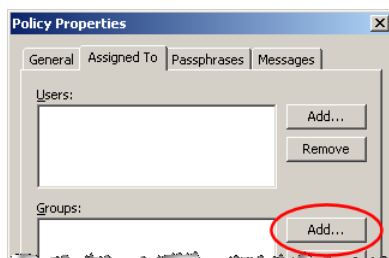 Policy Properties
General Assigned To Passphrases Messages
Users:
Add...
Remove
Groups:
Add...